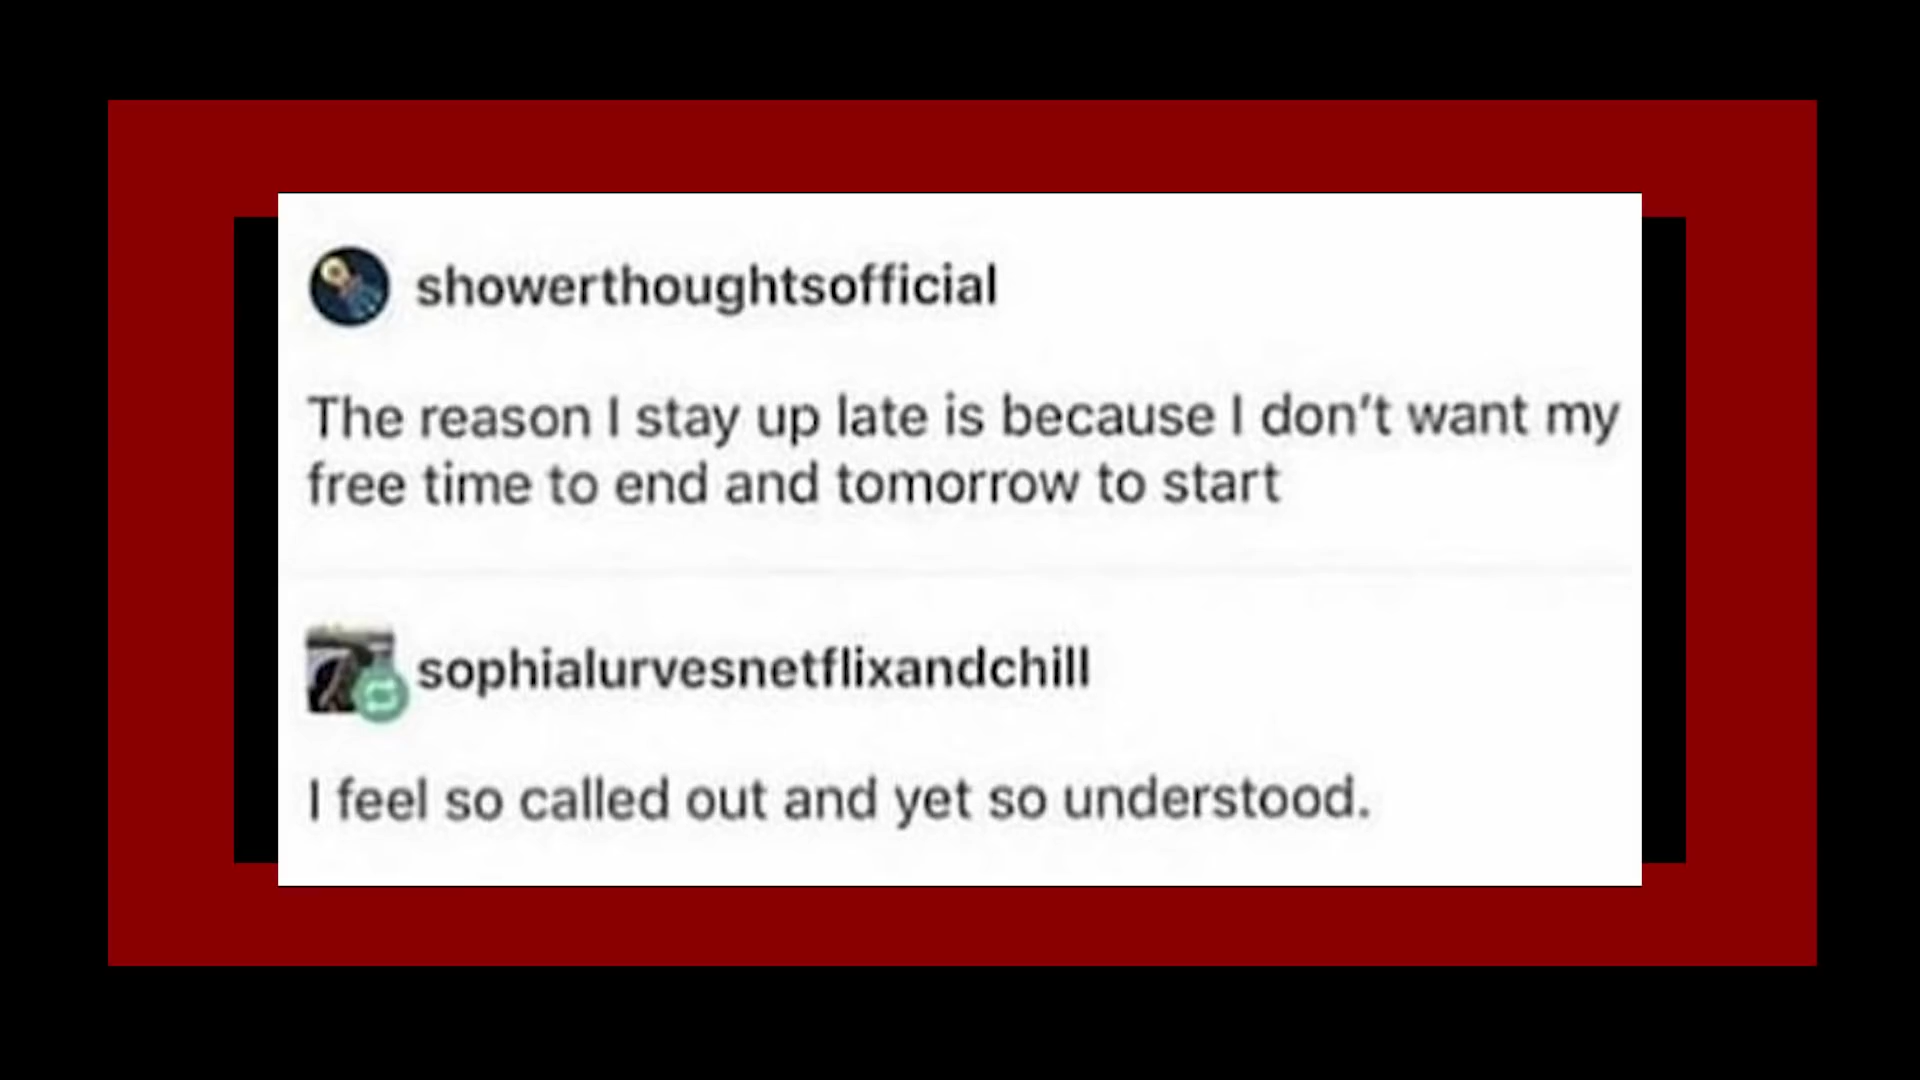 showerthoughtsofficial
The reason I stay up late is because I don’t want my
free time to end and tomorrow to start
sophialurvesnetflixandchill
I feel so called out and yet so understood.